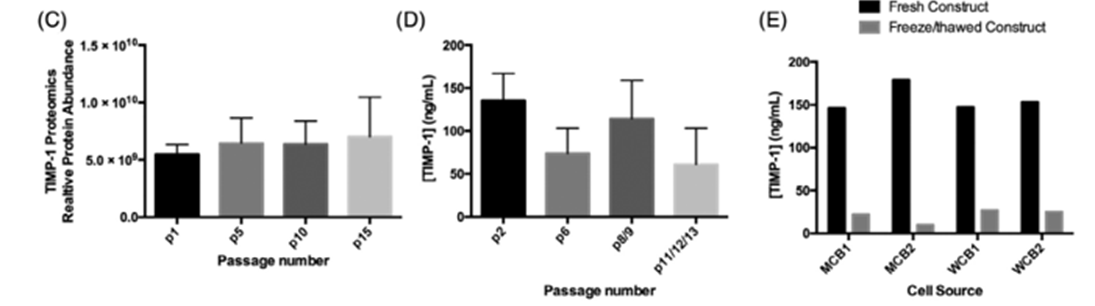 (C)
TIMP-1 Proteomics
Realtive Protein Abundance
1.5 × 10¹⁰
1.0 × 10¹⁰
5.0 × 10⁹
0.0
p1
p5
p10
p15
Passage number
(D)
[TIMP-1] (ng/mL)
200
150
100
50
0
p2
p6
p8/9
p11/12/13
Passage number
(E)
Fresh Construct
Freeze/thawed Construct
[TIMP-1] (ng/mL)
200
150
100
50
0
MCB1
MCB2
WCB1
WCB2
Cell Source